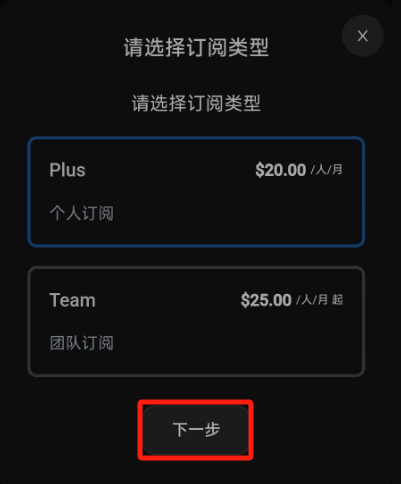 请选择订阅类型
X
请选择订阅类型
Plus $20.00 /人/月
个人订阅
Team $25.00 /人/月 起
团队订阅
下一步